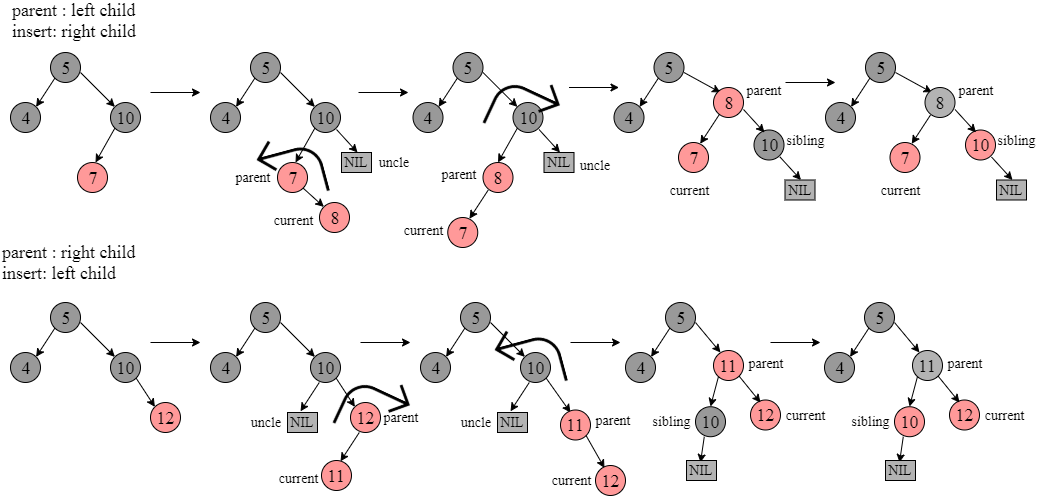 parent : left child
insert: right child
5
4
10
7
5
4
10
NIL
uncle
parent
7
current
8
5
4
10
NIL
uncle
parent
8
current
7
5
4
8
parent
7
10
sibling
current
NIL
5
4
8
parent
7
10
sibling
current
NIL
parent : right child
insert: left child
5
4
10
12
5
4
10
uncle
NIL
12
parent
current
11
5
4
10
uncle
NIL
11
parent
current
12
5
4
11
parent
sibling
10
12
current
NIL
5
4
11
parent
sibling
10
12
current
NIL